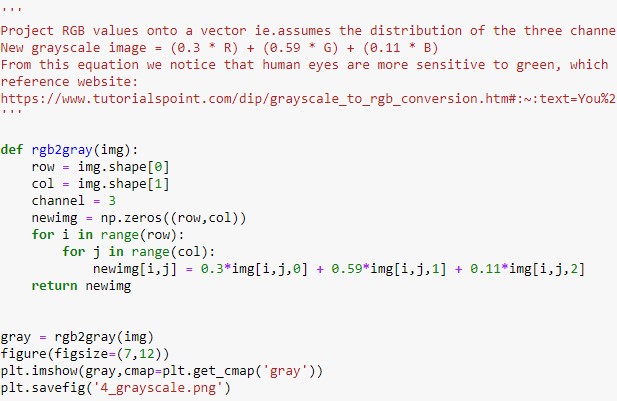 '''
Project RGB values onto a vector ie.assumes the distribution of the three channe
New grayscale image = (0.3 * R) + (0.59 * G) + (0.11 * B)
From this equation we notice that human eyes are more sensitive to green, which
reference website:
https://www.tutorialspoint.com/dip/grayscale_to_rgb_conversion.htm#:~:text=You%2
'''
def rgb2gray(img):
    row = img.shape[0]
    col = img.shape[1]
    channel = 3
    newimg = np.zeros((row,col))
    for i in range(row):
        for j in range(col):
            newimg[i,j] = 0.3*img[i,j,0] + 0.59*img[i,j,1] + 0.11*img[i,j,2]
    return newimg
gray = rgb2gray(img)
figure(figsize=(7,12))
plt.imshow(gray,cmap=plt.get_cmap('gray'))
plt.savefig('4_grayscale.png')